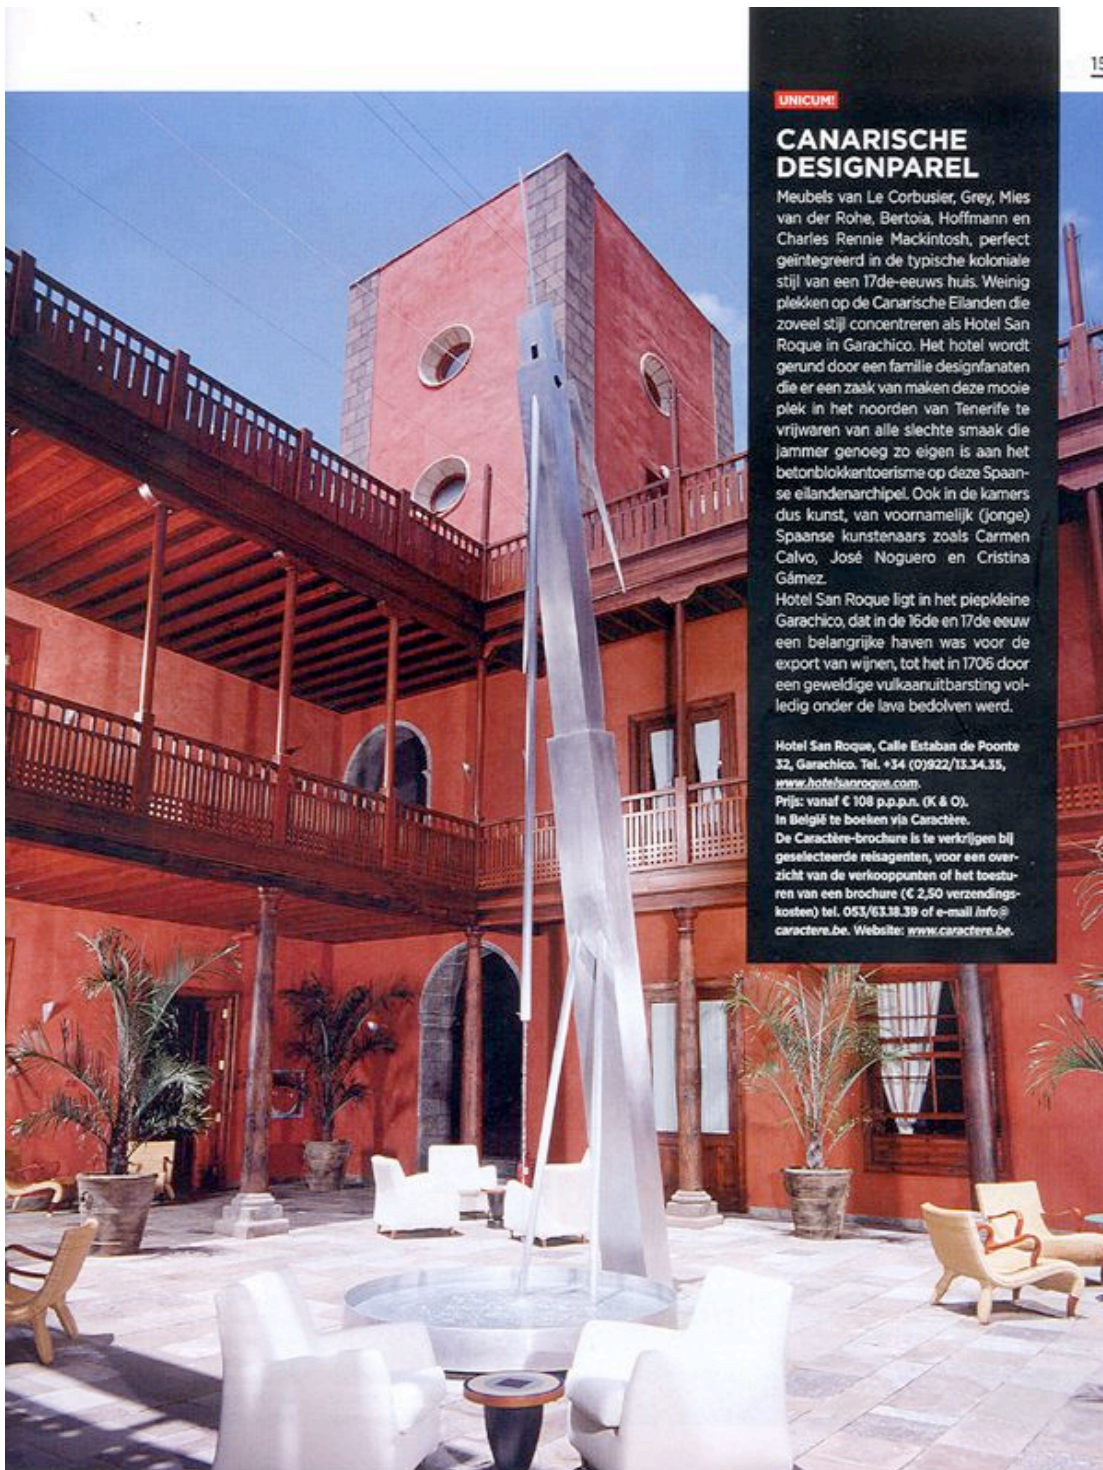 15
UNICUM!
CANARISCHE
DESIGNPAREL
Meubels van Le Corbusier, Grey, Mies
van der Rohe, Bertoia, Hoffmann en
Charles Rennie Mackintosh, perfect
geïntegreerd in de typische koloniale
stijl van een 17de-eeuws huis. Weinig
plekken op de Canarische Eilanden die
zoveel stijl concentreren als Hotel San
Roque in Garachico. Het hotel wordt
gerund door een familie designfanaten
die er een zaak van maken deze mooie
plek in het noorden van Tenerife te
vrijwaren van alle slechte smaak die
jammer genoeg zo eigen is aan het
betonblokkentoerisme op deze Spaan-
se eilandenarchipel. Ook in de kamers
dus kunst, van voornamelijk (jonge)
Spaanse kunstenaars zoals Carmen
Calvo, José Noguero en Cristina
Gámez.
Hotel San Roque ligt in het piepkleine
Garachico, dat in de 16de en 17de eeuw
een belangrijke haven was voor de
export van wijnen, tot het in 1706 door
een geweldige vulkaanuitbarsting vol-
ledig onder de lava bedolven werd.
Hotel San Roque, Calle Estaban de Poonte
32, Garachico. Tel. +34 (0)922/13.34.35,
www.hotelsanroque.com.
Prijs: vanaf € 108 p.p.p.n. (K & O).
In België te boeken via Caractère.
De Caractère-brochure is te verkrijgen bij
geselecteerde reisagenten, voor een over-
zicht van de verkooppunten of het toestu-
ren van een brochure (€ 2,50 verzendings-
kosten) tel. 053/63.18.39 of e-mail info@
caractere.be. Website: www.caractere.be.